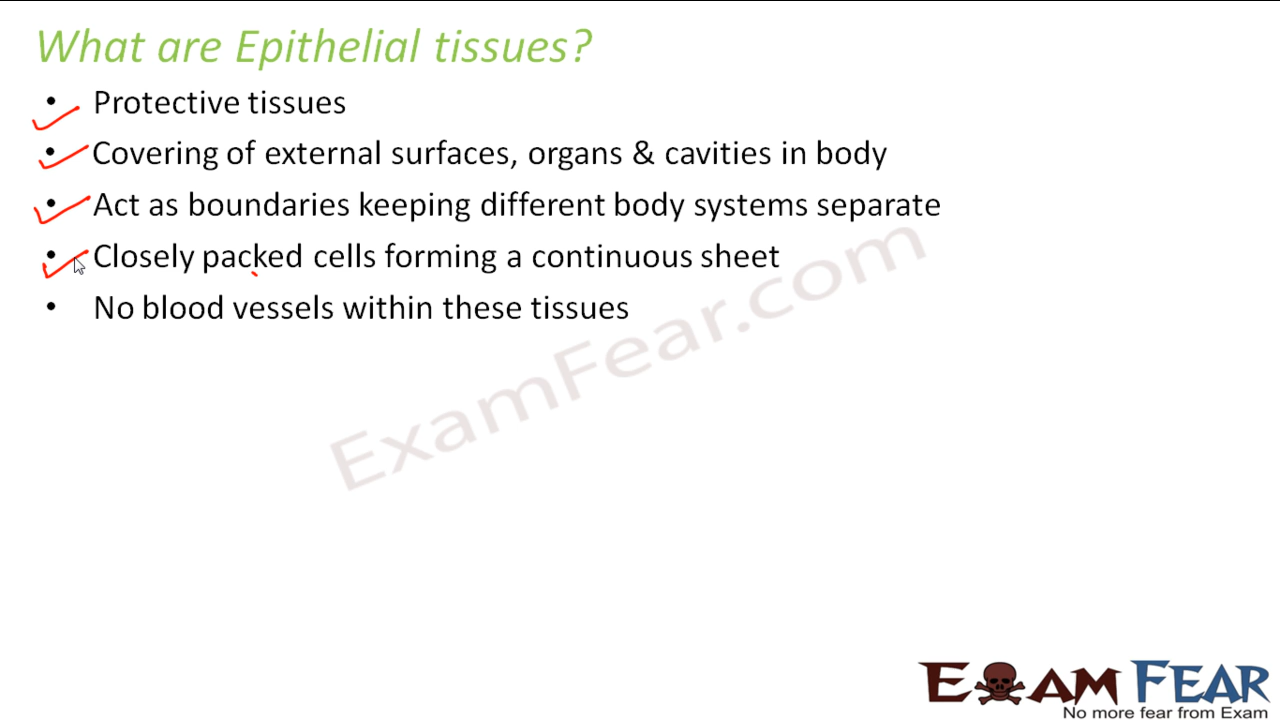 What are Epithelial tissues?
• Protective tissues
• Covering of external surfaces, organs & cavities in body
• Act as boundaries keeping different body systems separate
• Closely packed cells forming a continuous sheet
• No blood vessels within these tissues
ExamFear.com
EXAM FEAR
No more fear from Exam